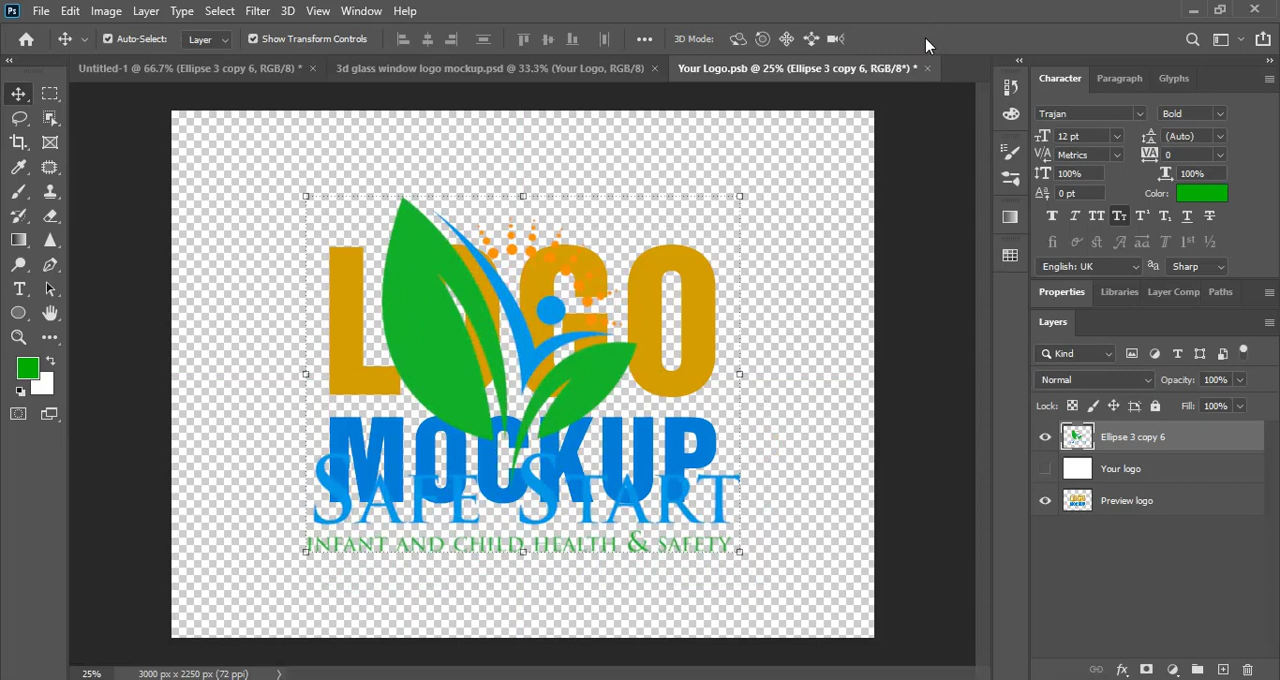 Ps File Edit Image Layer Type Select Filter 3D View Window Help
Auto-Select: Layer Show Transform Controls 3D Mode:
Untitled-1 @ 66.7% (Ellipse 3 copy 6, RGB/8) * 3d glass window logo mockup.psd @ 33.3% (Your Logo, RGB/8) Your Logo.psb @ 25% (Ellipse 3 copy 6, RGB/8*) *
LOGO
MOCKUP
SAFE START
INFANT AND CHILD HEALTH & SAFETY
25% 3000 px x 2250 px (72 ppi)
Character Paragraph Glyphs
Trajan Bold
12 pt (Auto)
Metrics 0
100% 100%
0 pt Color:
English: UK Sharp
Properties Libraries Layer Comp Paths
Layers
Kind
Normal Opacity: 100%
Lock: Fill: 100%
Ellipse 3 copy 6
Your logo
Preview logo